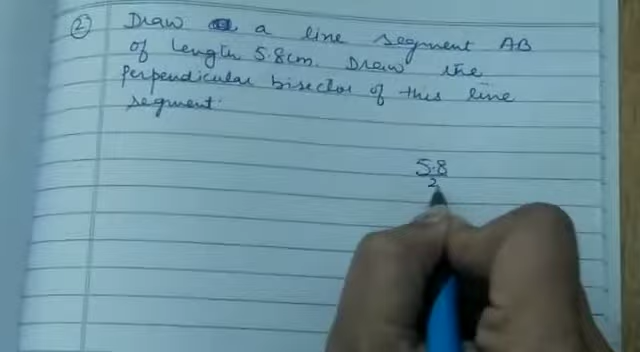 ② Draw a line segment AB
of length 5.8cm. Draw the
perpendicular bisector of this line
segment.
5.8
2